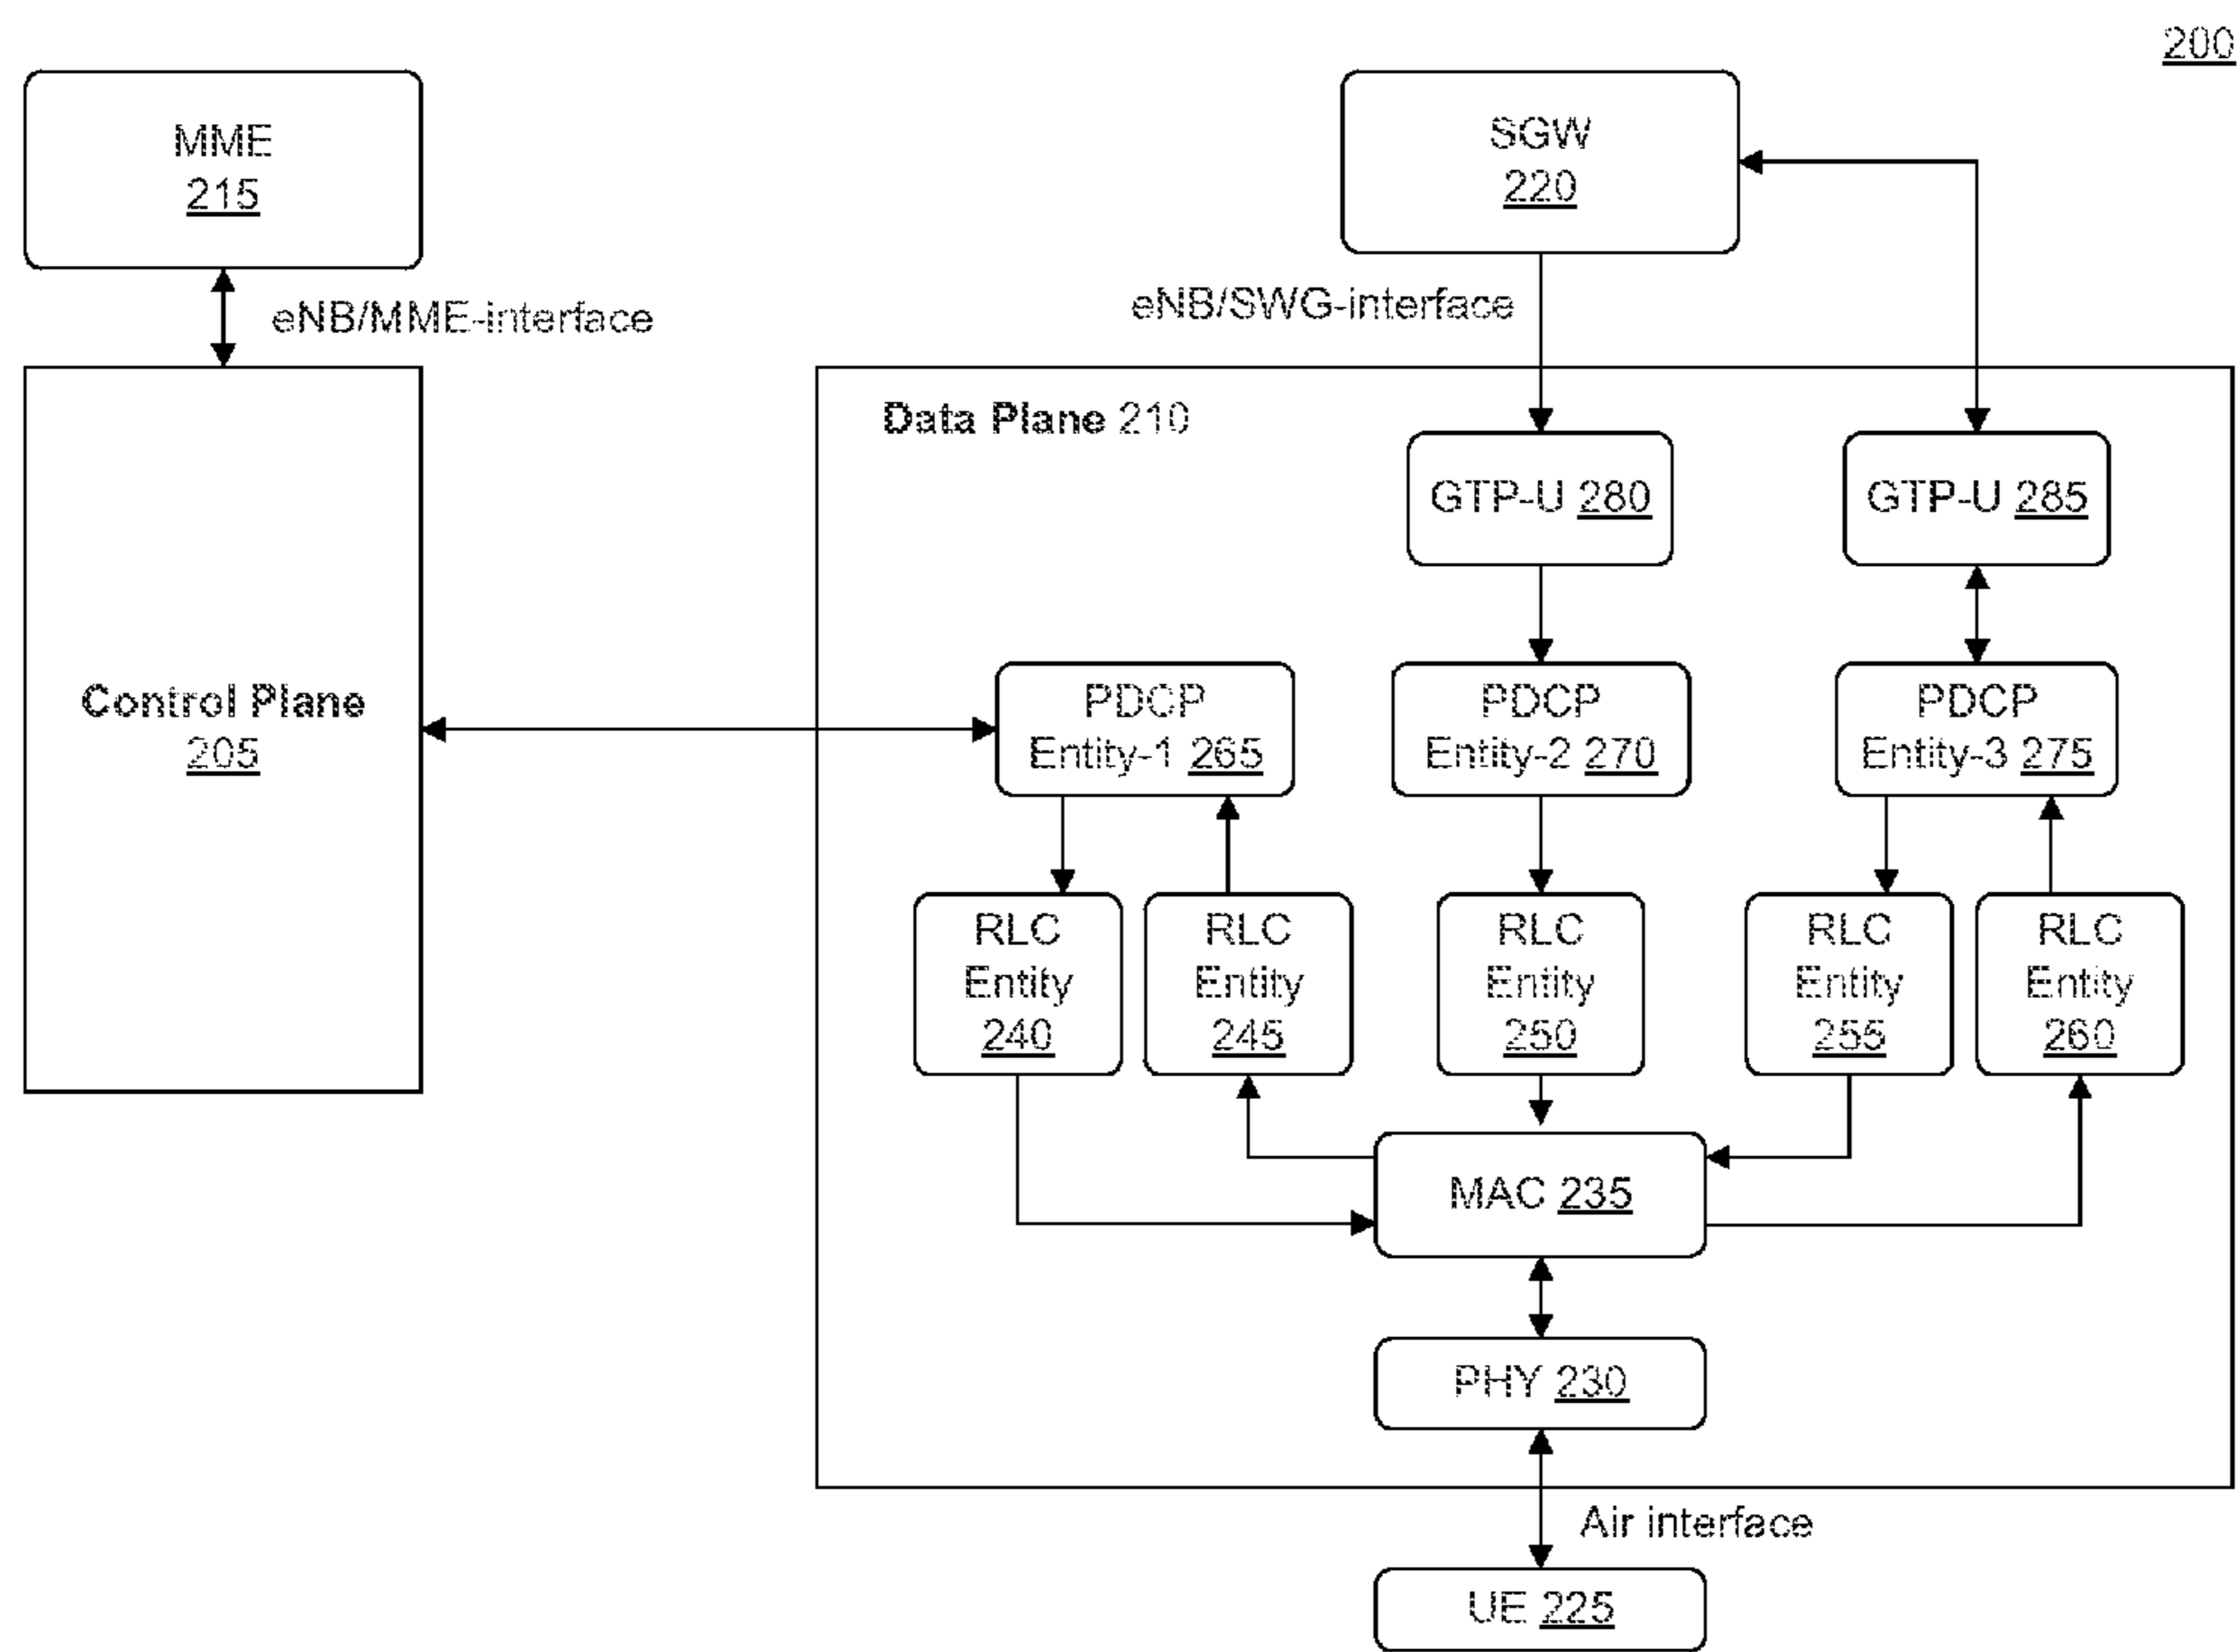 200
MME
215
SGW
220
eNB/MME-interface
eNB/SWG-interface
Data Plane 210
GTP-U 280
GTP-U 285
Control Plane
205
PDCP
Entity-1 265
PDCP
Entity-2 270
PDCP
Entity-3 275
RLC
Entity
240
RLC
Entity
245
RLC
Entity
250
RLC
Entity
255
RLC
Entity
260
MAC 235
PHY 230
Air interface
UE 225